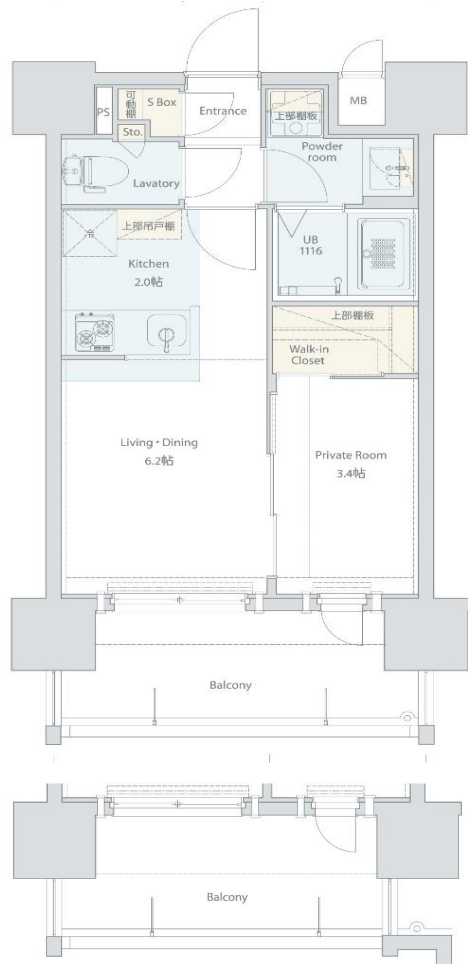 MB
PS
可動棚
S Box
Entrance
上部棚板
Sto.
Powder
room
Lavatory
上部吊戸棚
冷
Kitchen
2.0帖
UB
1116
上部棚板
Walk-in
Closet
Living・Dining
6.2帖
Private Room
3.4帖
Balcony
Balcony